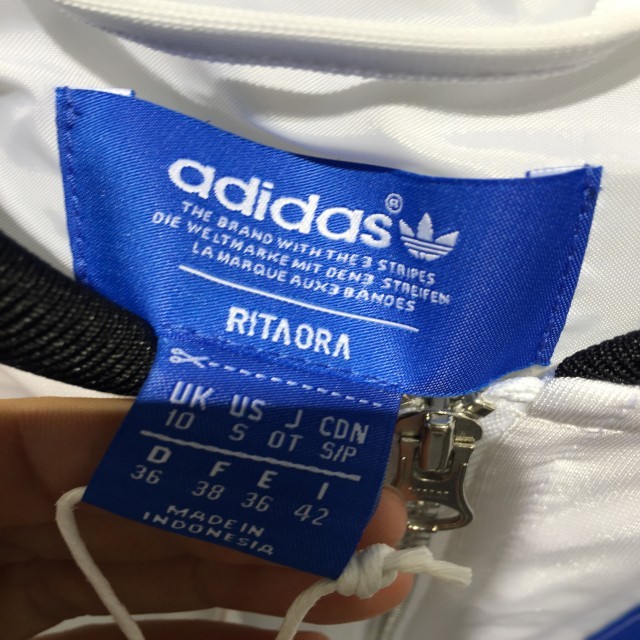 adidas®
THE BRAND WITH THE 3 STRIPES
DIE WELTMARKE MIT DEN 3 STREIFEN
LA MARQUE AUX 3 BANDES
RITA ORA
UK US J CDN
10 S OT S/P
D F E I
36 38 36 42
MADE IN
INDONESIA